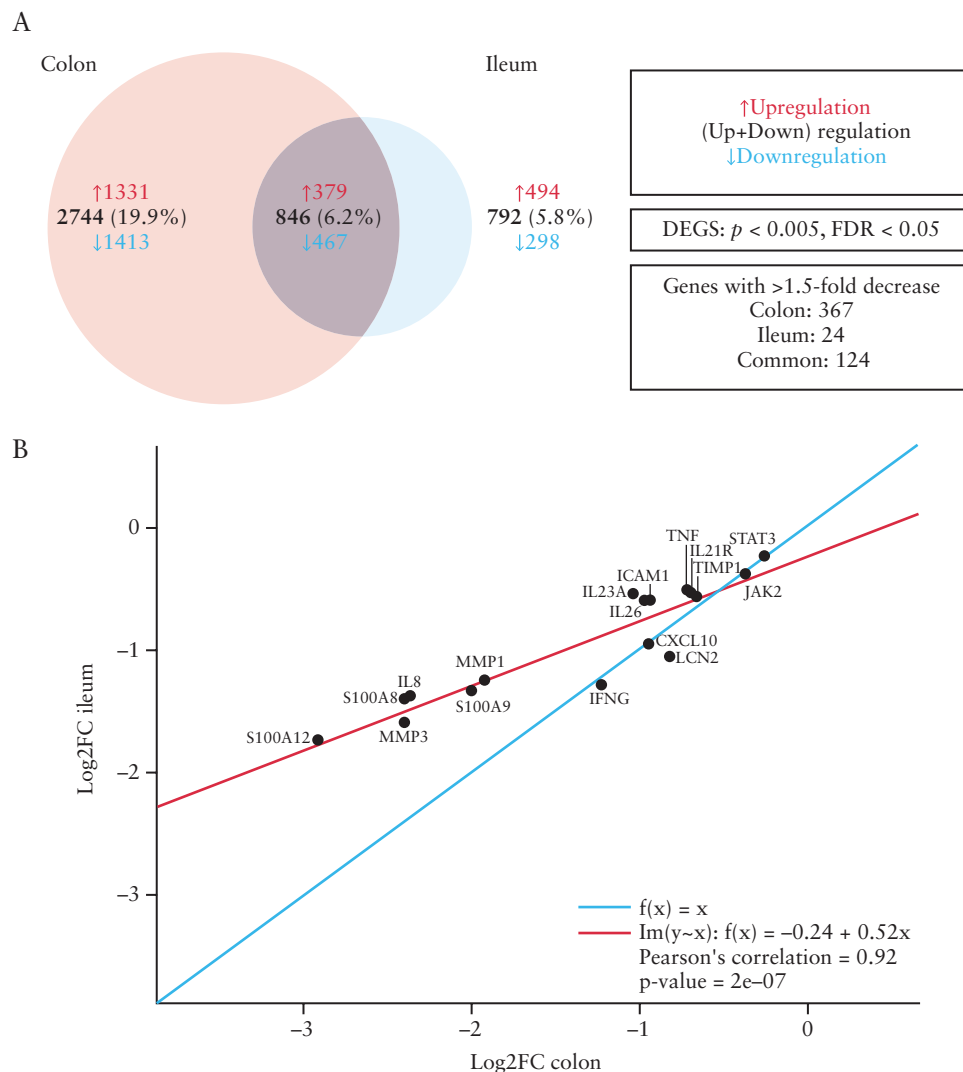 A
Colon
Ileum
↑1331
2744 (19.9%)
↓1413
↑379
846 (6.2%)
↓467
↑494
792 (5.8%)
↓298
↑Upregulation
(Up+Down) regulation
↓Downregulation
DEGS: p < 0.005, FDR < 0.05
Genes with >1.5-fold decrease
Colon: 367
Ileum: 24
Common: 124
B
Log2FC ileum
0
−1
−2
−3
TNF
IL21R
STAT3
TIMP1
ICAM1
IL23A
IL26
JAK2
CXCL10
LCN2
MMP1
IL8
S100A8
S100A9
IFNG
S100A12
MMP3
f(x) = x
Im(y~x): f(x) = −0.24 + 0.52x
Pearson's correlation = 0.92
p-value = 2e−07
−3
−2
−1
0
Log2FC colon